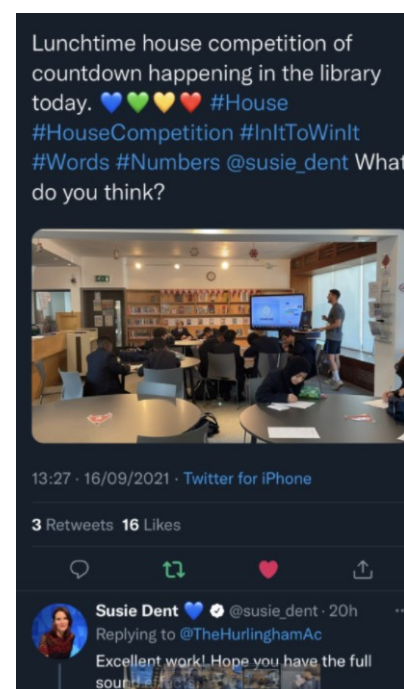 Lunchtime house competition of
countdown happening in the library
today. 💙💚💛❤️ #House
#HouseCompetition #InItToWinIt
#Words #Numbers @susie_dent What
do you think?
13:27 · 16/09/2021 · Twitter for iPhone
3 Retweets 16 Likes
Susie Dent 💙 @susie_dent · 20h
Replying to @TheHurlinghamAc
Excellent work! Hope you have the full